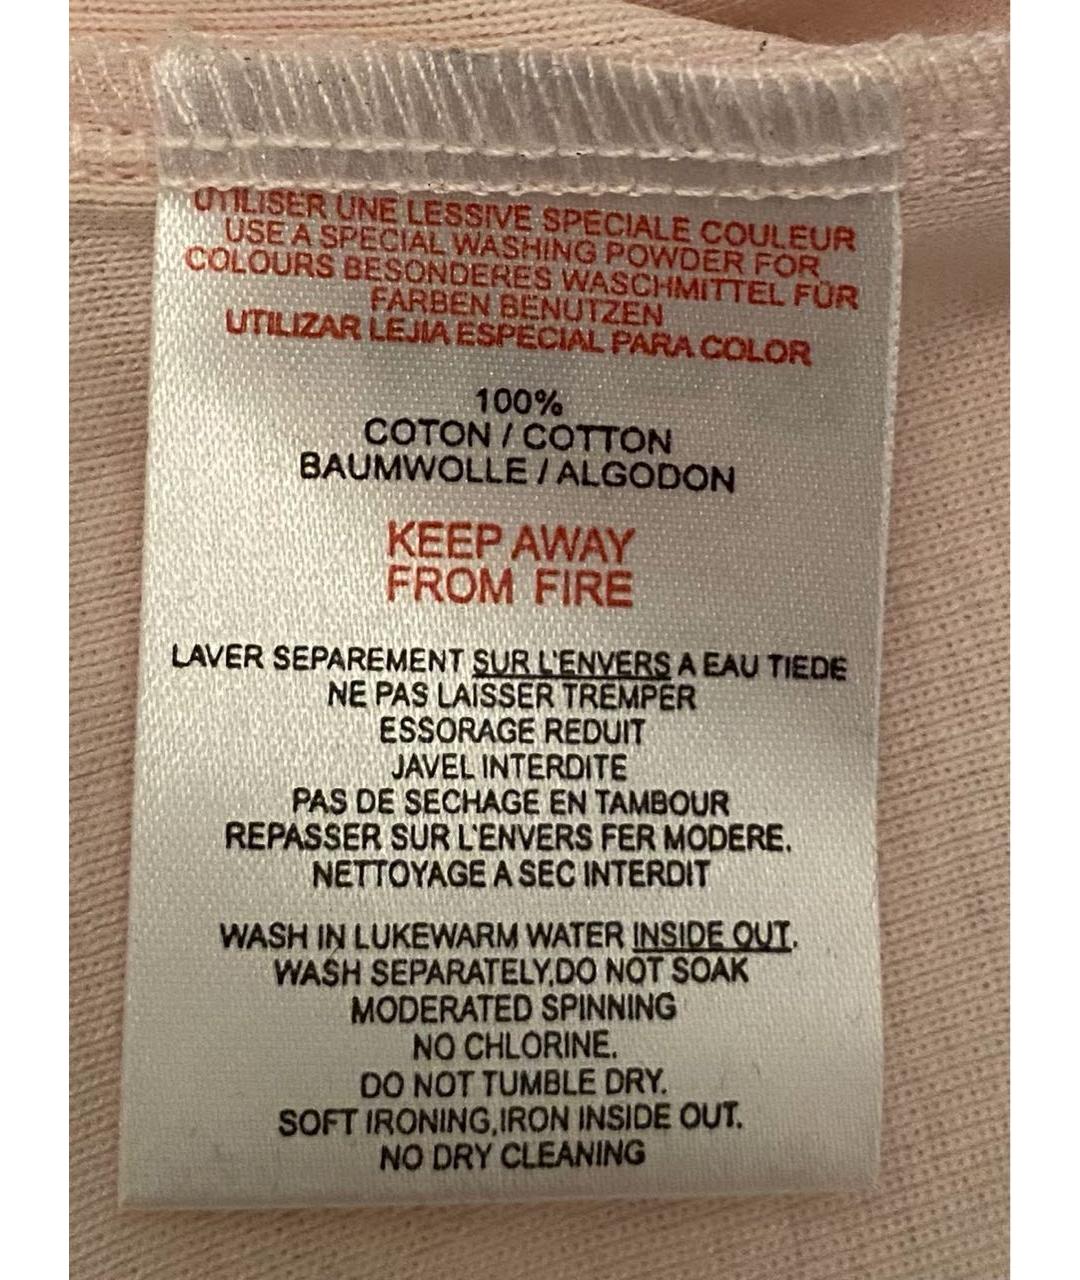 UTILISER UNE LESSIVE SPECIALE COULEUR
USE A SPECIAL WASHING POWDER FOR
COLOURS BESONDERES WASCHMITTEL FÜR
FARBEN BENUTZEN
UTILIZAR LEJIA ESPECIAL PARA COLOR
100%
COTON / COTTON
BAUMWOLLE / ALGODON
KEEP AWAY
FROM FIRE
LAVER SEPAREMENT SUR L'ENVERS A EAU TIEDE
NE PAS LAISSER TREMPER
ESSORAGE REDUIT
JAVEL INTERDITE
PAS DE SECHAGE EN TAMBOUR
REPASSER SUR L'ENVERS FER MODERE.
NETTOYAGE A SEC INTERDIT
WASH IN LUKEWARM WATER INSIDE OUT.
WASH SEPARATELY,DO NOT SOAK
MODERATED SPINNING
NO CHLORINE.
DO NOT TUMBLE DRY.
SOFT IRONING,IRON INSIDE OUT.
NO DRY CLEANING